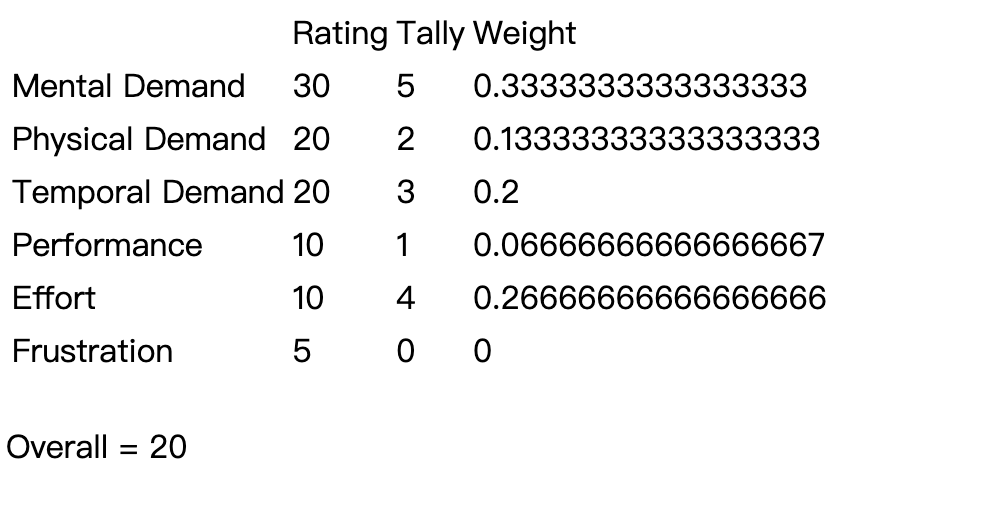 Rating Tally Weight
Mental Demand 30 5 0.3333333333333333
Physical Demand 20 2 0.13333333333333333
Temporal Demand 20 3 0.2
Performance 10 1 0.06666666666666667
Effort 10 4 0.26666666666666666
Frustration 5 0 0
Overall = 20